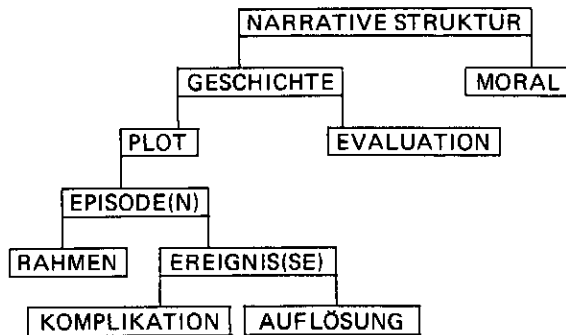 NARRATIVE STRUKTUR
GESCHICHTE
MORAL
PLOT
EVALUATION
EPISODE(N)
RAHMEN
EREIGNIS(SE)
KOMPLIKATION
AUFLÖSUNG